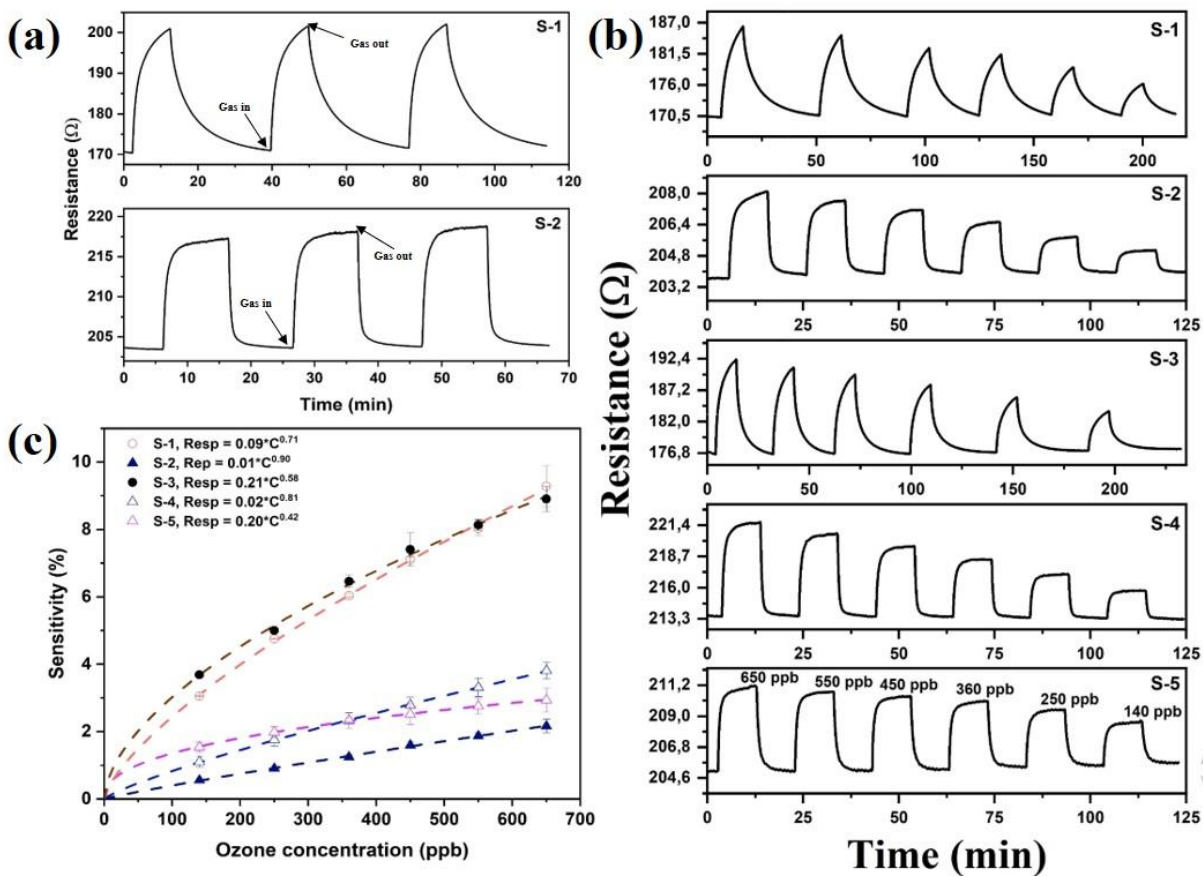 (a)
S-1
Gas out
Gas in
200
190
180
170
0 20 40 60 80 100 120
Resistance (Ω)
S-2
Gas out
Gas in
220
215
210
205
0 10 20 30 40 50 60 70
Time (min)
(b)
S-1
187,0
181,5
176,0
170,5
0 50 100 150 200
S-2
208,0
206,4
204,8
203,2
0 25 50 75 100 125
S-3
192,4
187,2
182,0
176,8
0 50 100 150 200
S-4
221,4
218,7
216,0
213,3
0 25 50 75 100 125
S-5
650 ppb 550 ppb 450 ppb 360 ppb 250 ppb 140 ppb
211,2
209,0
206,8
204,6
0 25 50 75 100 125
Resistance (Ω)
Time (min)
(c)
S-1, Resp = 0.09*C^0.71
S-2, Rep = 0.01*C^0.90
S-3, Resp = 0.21*C^0.58
S-4, Resp = 0.02*C^0.81
S-5, Resp = 0.20*C^0.42
10
8
6
4
2
0
0 100 200 300 400 500 600 700
Sensitivity (%)
Ozone concentration (ppb)